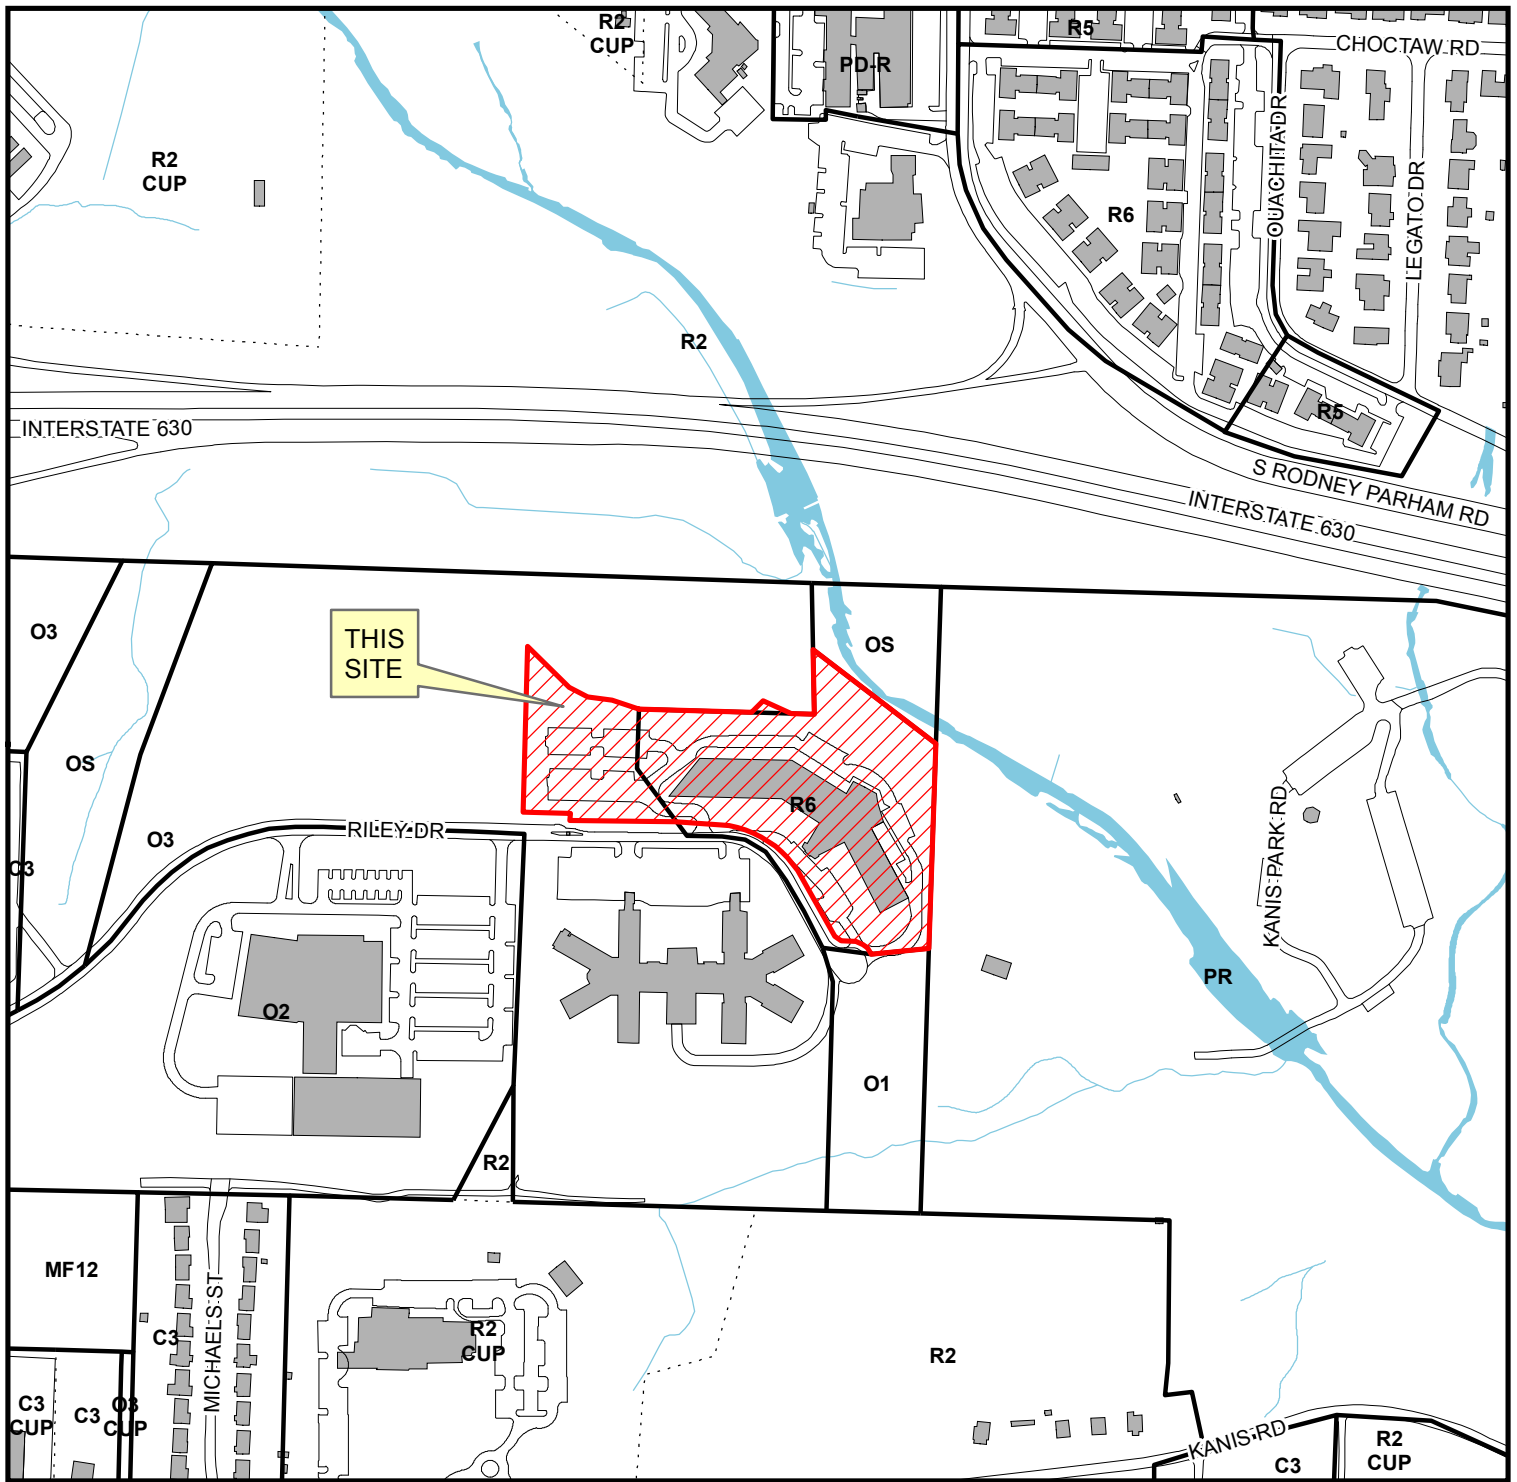 R2
CUP
R5
CHOCTAW RD
PD-R
R2
CUP
OUACHITA DR
LEGATO DR
R6
R2
R5
INTERSTATE 630
S RODNEY PARHAM RD
INTERSTATE 630
O3
THIS
SITE
OS
OS
R6
KANIS PARK RD
RILEY DR
O3
C3
PR
O2
O1
R2
MF12
C3
MICHAELS ST
R2
CUP
R2
C3
CUP
C3
O3
CUP
KANIS RD
C3
R2
CUP